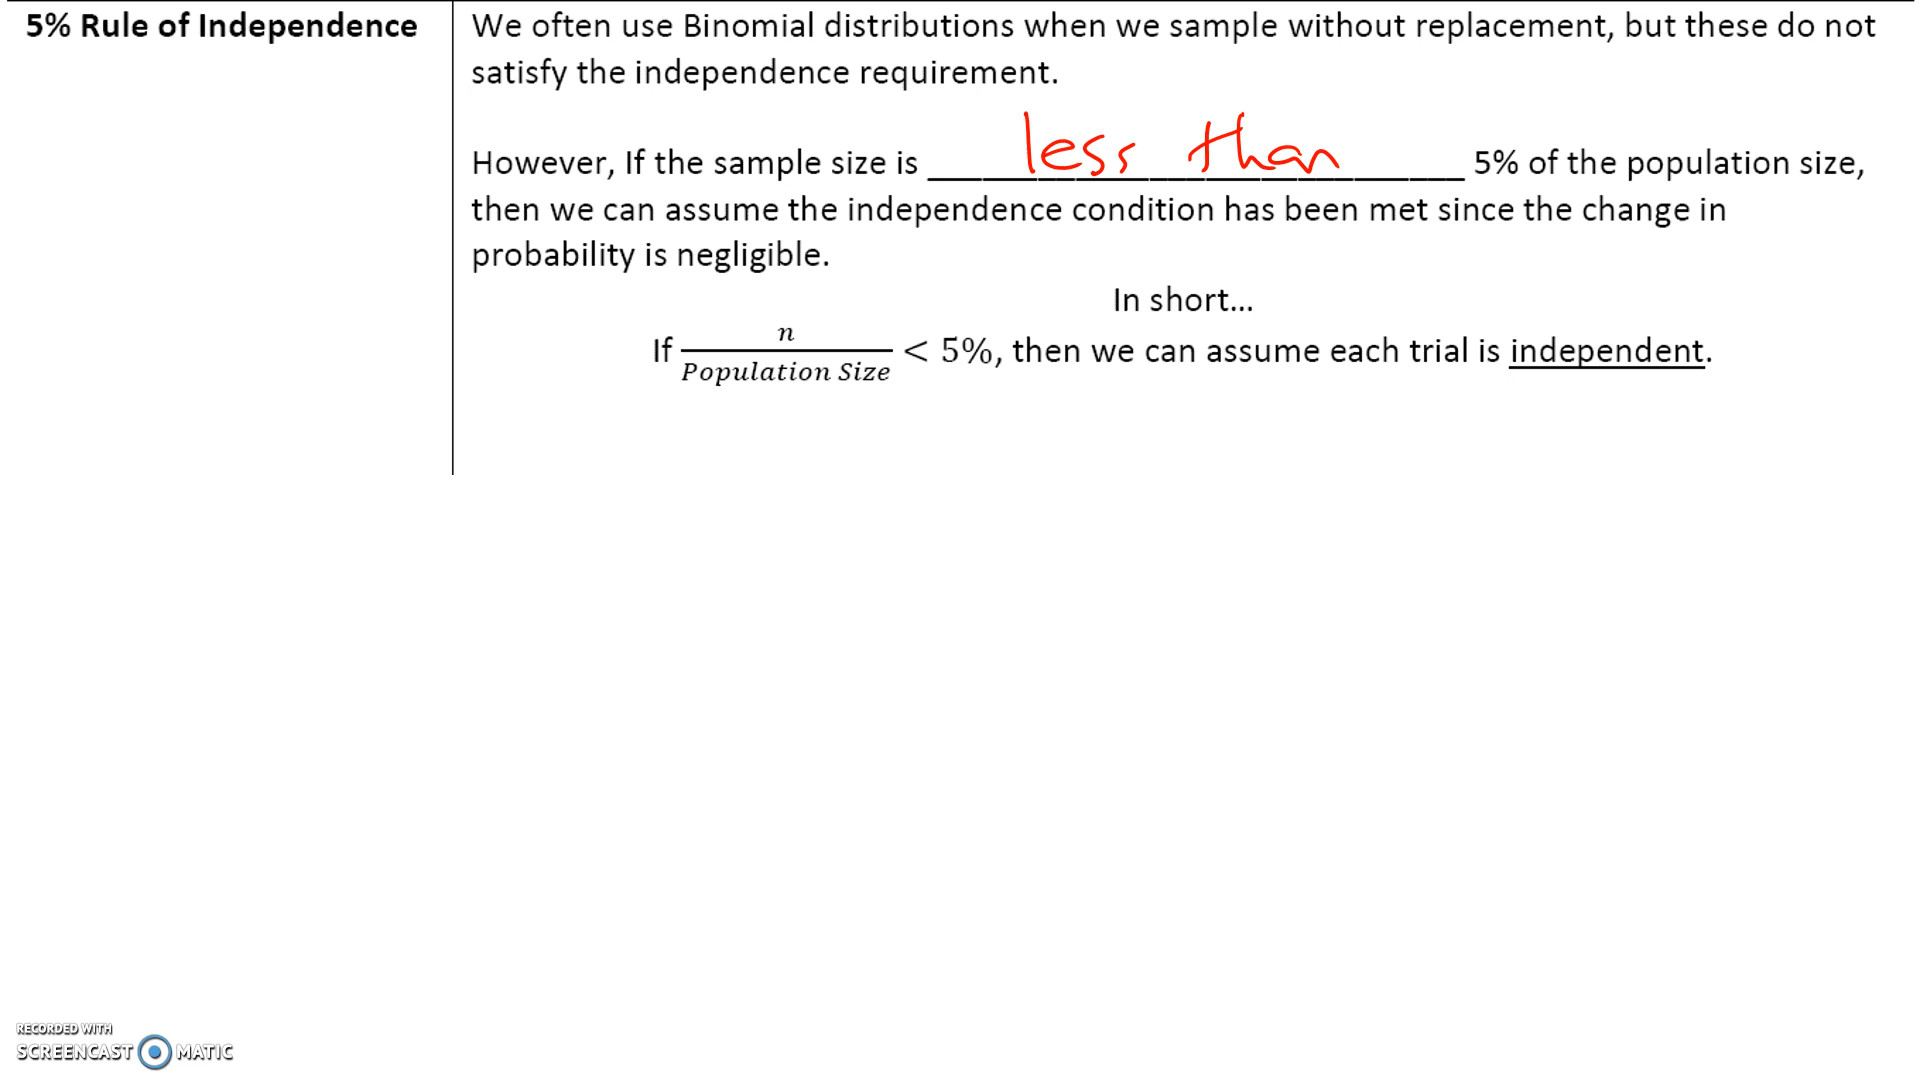 5% Rule of Independence
We often use Binomial distributions when we sample without replacement, but these do not
satisfy the independence requirement.
However, If the sample size is less than 5% of the population size,
then we can assume the independence condition has been met since the change in
probability is negligible.
In short...
If n / Population Size < 5%, then we can assume each trial is independent.
RECORDED WITH
SCREENCAST MATIC